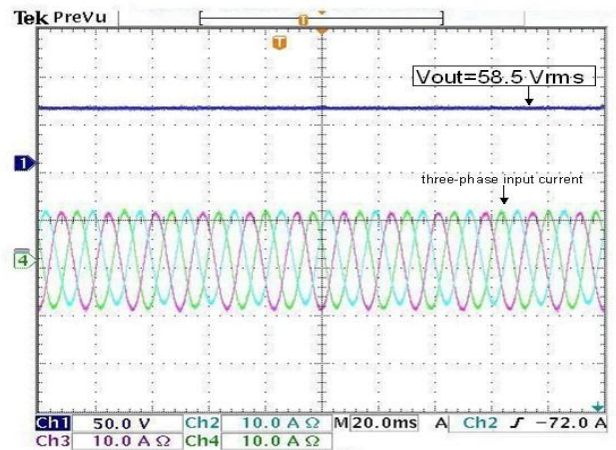 Tek PreVu
T
T
Vout=58.5 Vrms
1
three-phase input current
4
Ch1 50.0 V Ch2 10.0 A Ω M 20.0ms A Ch2 ʃ -72.0 A
Ch3 10.0 A Ω Ch4 10.0 A Ω